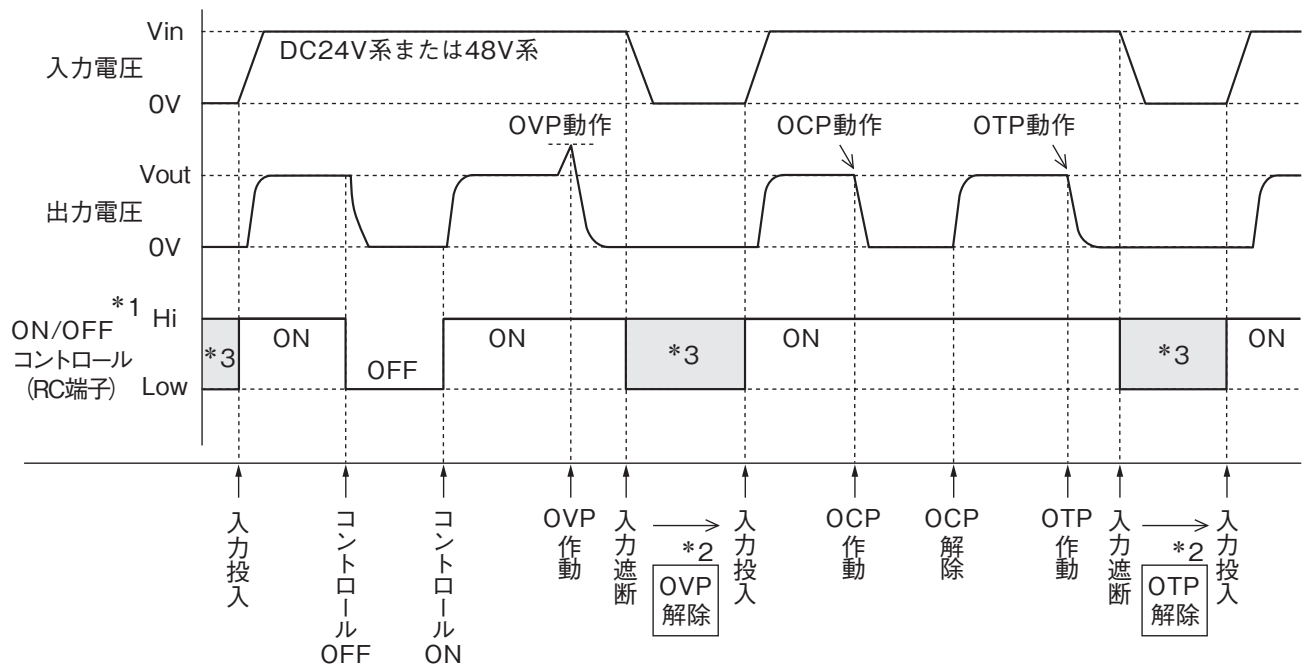 Vin
入力電圧
DC24V系または48V系
0V
OVP動作
OCP動作
OTP動作
Vout
出力電圧
0V
*1
ON/OFF
コントロール
(RC端子)
Hi
Low
*3
ON
OFF
ON
*3
ON
*3
ON
入力投入
コントロールOFF
コントロールON
OVP作動
入力遮断
*2
OVP
解除
入力投入
OCP作動
OCP解除
OTP作動
入力遮断
*2
OTP
解除
入力投入